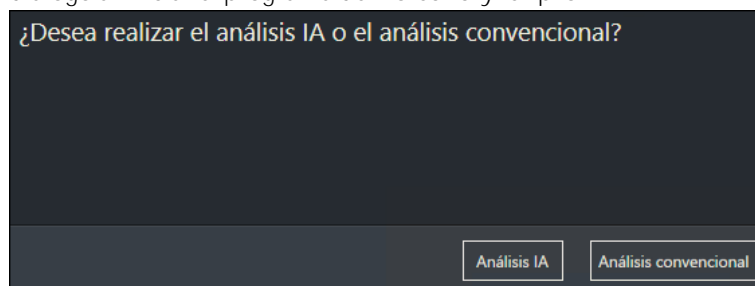 ¿Desea realizar el análisis IA o el análisis convencional?
Análisis IA
Análisis convencional